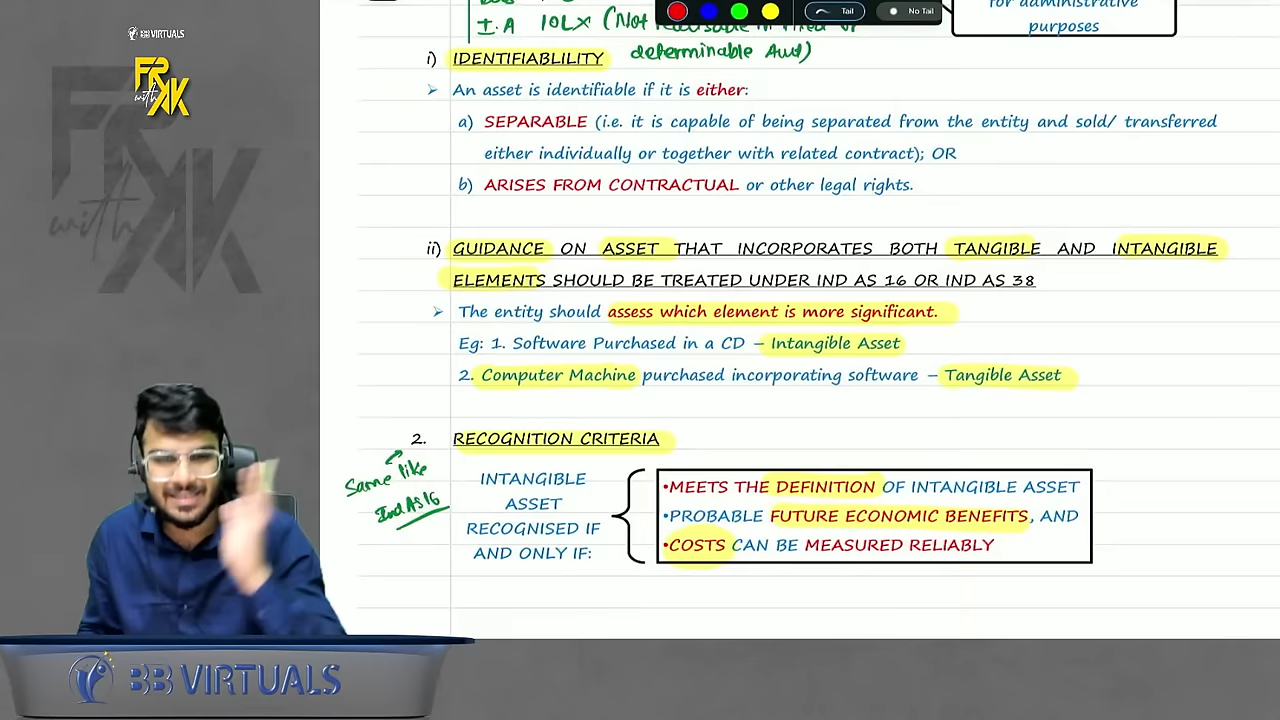 BB VIRTUALS
FR
with AK
FR
with AK
I.A 10LX (Not
determinable Amt)
Tail
No Tail
for administrative
purposes
i) IDENTIFIABLILITY
➢ An asset is identifiable if it is either:
a) SEPARABLE (i.e. it is capable of being separated from the entity and sold/ transferred
either individually or together with related contract); OR
b) ARISES FROM CONTRACTUAL or other legal rights.
ii) GUIDANCE ON ASSET THAT INCORPORATES BOTH TANGIBLE AND INTANGIBLE
ELEMENTS SHOULD BE TREATED UNDER IND AS 16 OR IND AS 38
➢ The entity should assess which element is more significant.
Eg: 1. Software Purchased in a CD – Intangible Asset
2. Computer Machine purchased incorporating software – Tangible Asset
2. RECOGNITION CRITERIA
Same like
Ind AS 16
INTANGIBLE
ASSET
RECOGNISED IF
AND ONLY IF:
•MEETS THE DEFINITION OF INTANGIBLE ASSET
•PROBABLE FUTURE ECONOMIC BENEFITS, AND
•COSTS CAN BE MEASURED RELIABLY
BB VIRTUALS